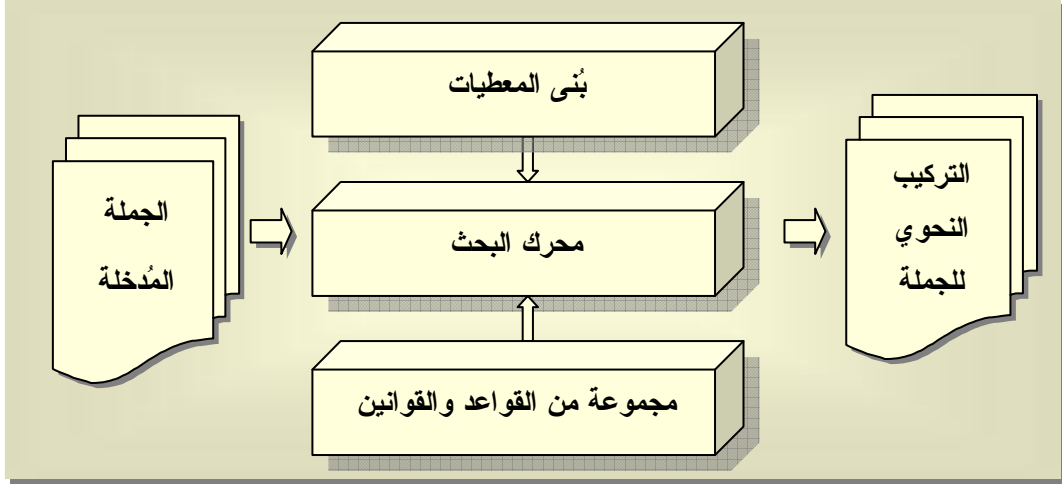 بُنى المعطيات
الجملة
المُدخلة
محرك البحث
التركيب
النحوي
للجملة
مجموعة من القواعد والقوانين